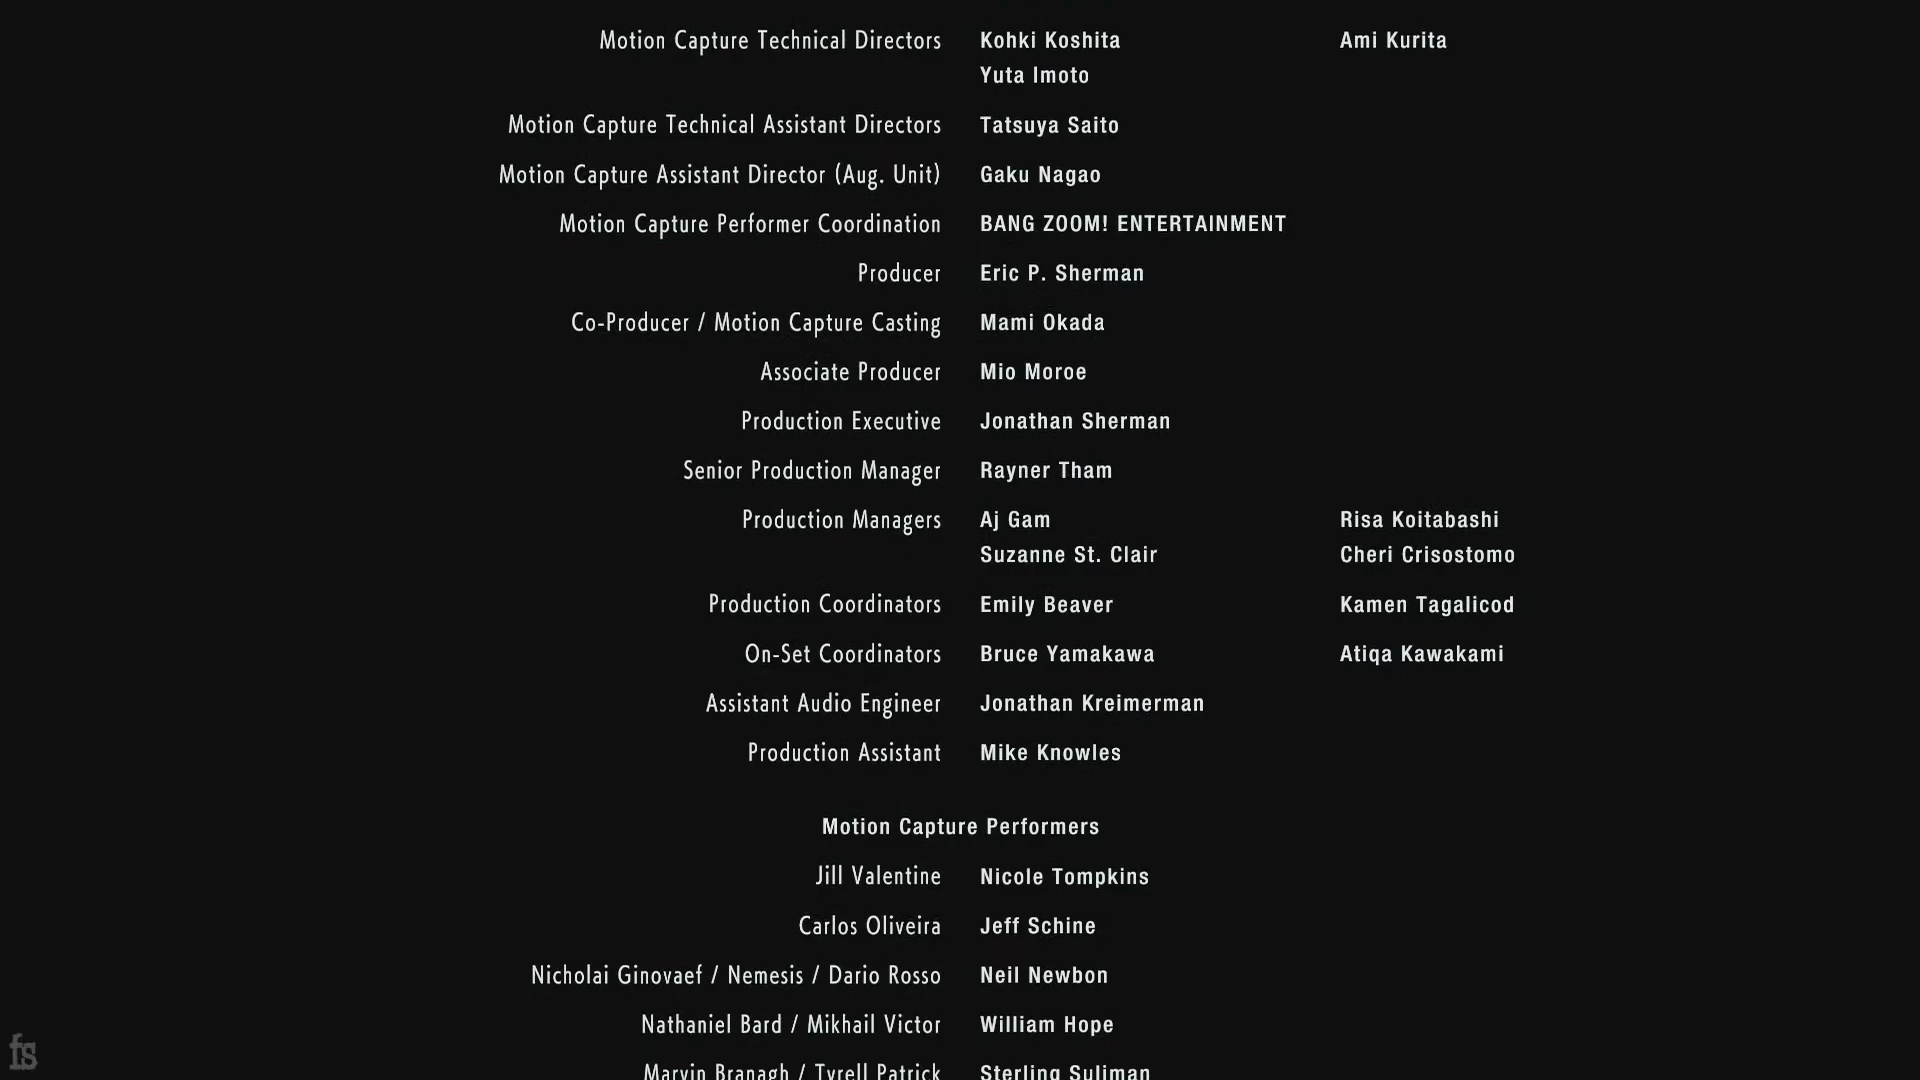 Motion Capture Technical Directors Kohki Koshita Ami Kurita
Yuta Imoto
Motion Capture Technical Assistant Directors Tatsuya Saito
Motion Capture Assistant Director (Aug. Unit) Gaku Nagao
Motion Capture Performer Coordination BANG ZOOM! ENTERTAINMENT
Producer Eric P. Sherman
Co-Producer / Motion Capture Casting Mami Okada
Associate Producer Mio Moroe
Production Executive Jonathan Sherman
Senior Production Manager Rayner Tham
Production Managers Aj Gam Risa Koitabashi
Suzanne St. Clair Cheri Crisostomo
Production Coordinators Emily Beaver Kamen Tagalicod
On-Set Coordinators Bruce Yamakawa Atiqa Kawakami
Assistant Audio Engineer Jonathan Kreimerman
Production Assistant Mike Knowles
Motion Capture Performers
Jill Valentine Nicole Tompkins
Carlos Oliveira Jeff Schine
Nicholai Ginovaef / Nemesis / Dario Rosso Neil Newbon
Nathaniel Bard / Mikhail Victor William Hope
Marvin Branagh / Tyrell Patrick Sterling Suliman
fs